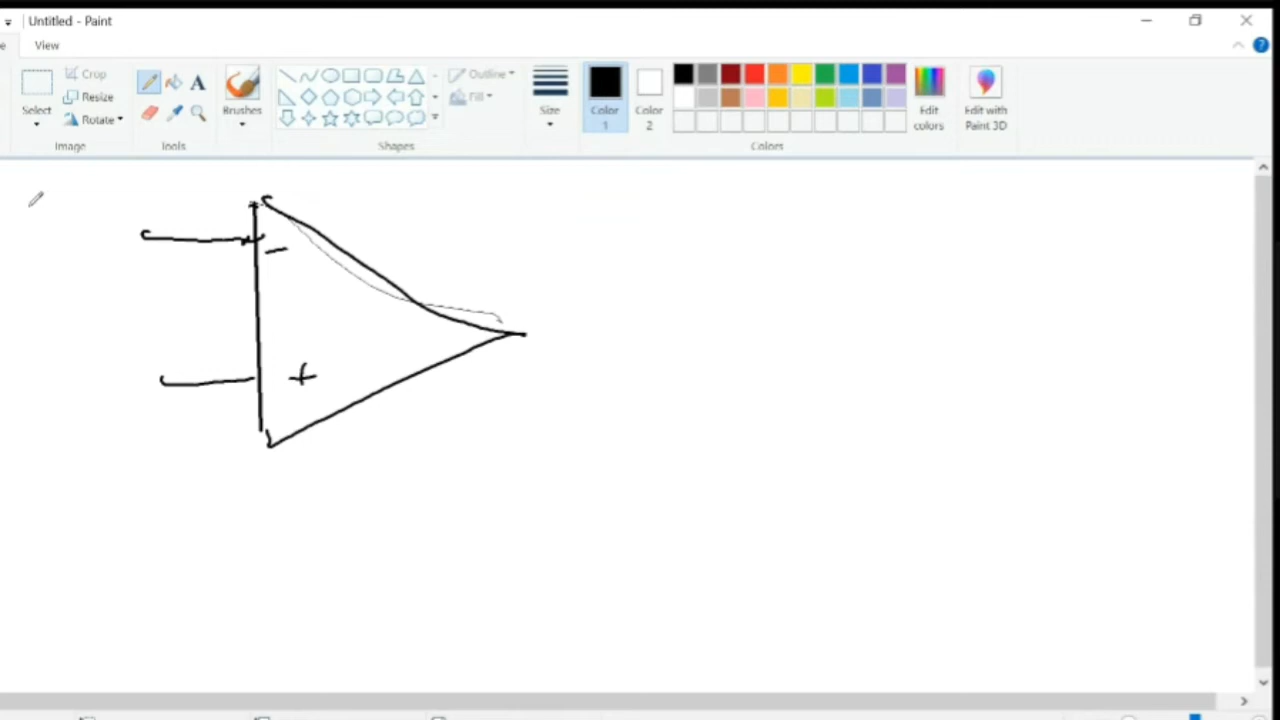 Untitled - Paint
View
Crop
Resize
Rotate
Select
Image
Tools
Brushes
Shapes
Outline
Fill
Size
Color 1
Color 2
Edit colors
Edit with Paint 3D
Colors
−
+